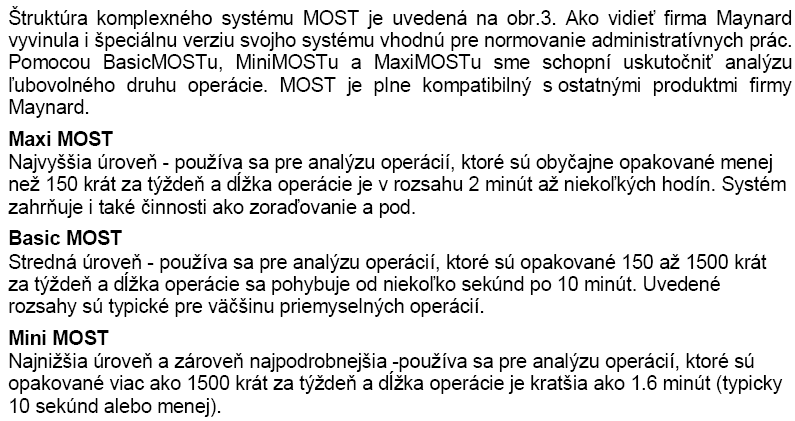 Štruktúra komplexného systému MOST je uvedená na obr.3. Ako vidieť firma Maynard
vyvinula i špeciálnu verziu svojho systému vhodnú pre normovanie administratívnych prác.
Pomocou BasicMOSTu, MiniMOSTu a MaxiMOSTu sme schopní uskutočniť analýzu
ľubovolného druhu operácie. MOST je plne kompatibilný s ostatnými produktmi firmy
Maynard.
Maxi MOST
Najvyššia úroveň - používa sa pre analýzu operácií, ktoré sú obyčajne opakované menej
než 150 krát za týždeň a dĺžka operácie je v rozsahu 2 minút až niekoľkých hodín. Systém
zahrňuje i také činnosti ako zoraďovanie a pod.
Basic MOST
Stredná úroveň - používa sa pre analýzu operácií, ktoré sú opakované 150 až 1500 krát
za týždeň a dĺžka operácie sa pohybuje od niekoľko sekúnd po 10 minút. Uvedené
rozsahy sú typické pre väčšinu priemyselných operácií.
Mini MOST
Najnižšia úroveň a zároveň najpodrobnejšia -používa sa pre analýzu operácií, ktoré sú
opakované viac ako 1500 krát za týždeň a dĺžka operácie je kratšia ako 1.6 minút (typicky
10 sekúnd alebo menej).